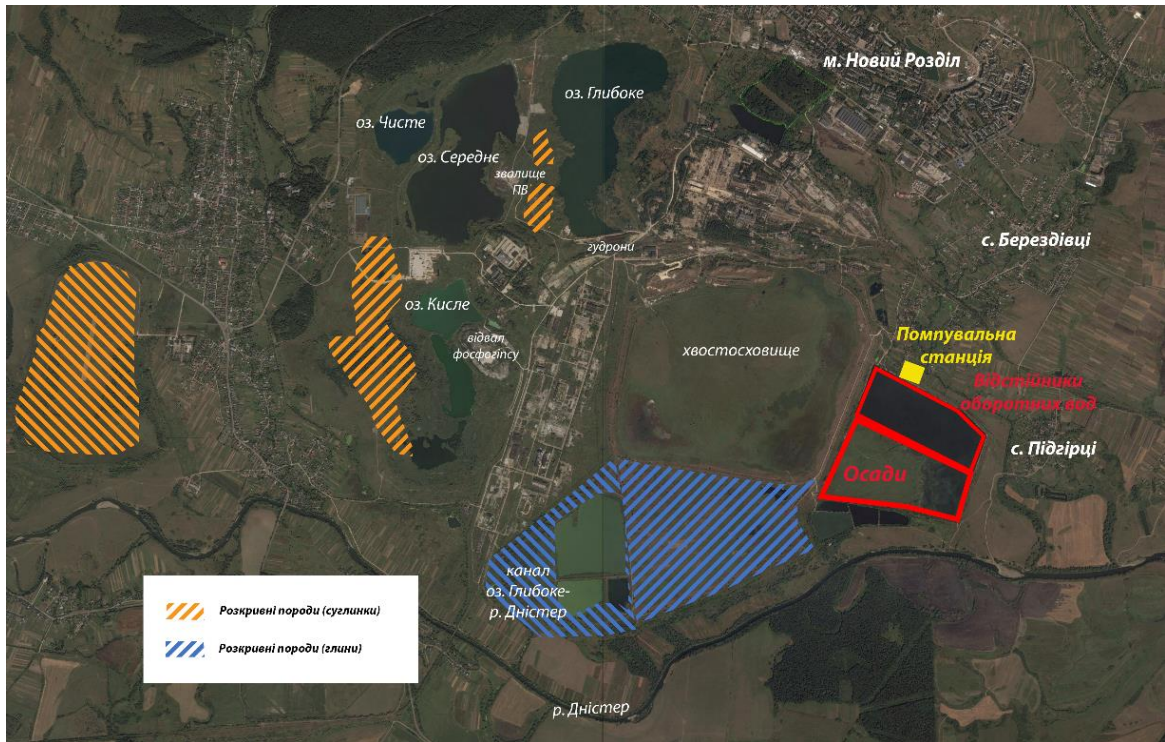 м. Новий Розділ
оз. Глибоке
оз. Чисте
оз. Середнє
звалище
ПВ
с. Берездівці
гудрони
оз. Кисле
відвал
фосфогіпсу
хвостосховище
Помпувальна
станція
Відстійники
оборотних вод
с. Підгірці
Осади
канал
оз. Глибоке-
р. Дністер
Розкривні породи (суглинки)
Розкривні породи (глини)
р. Дністер